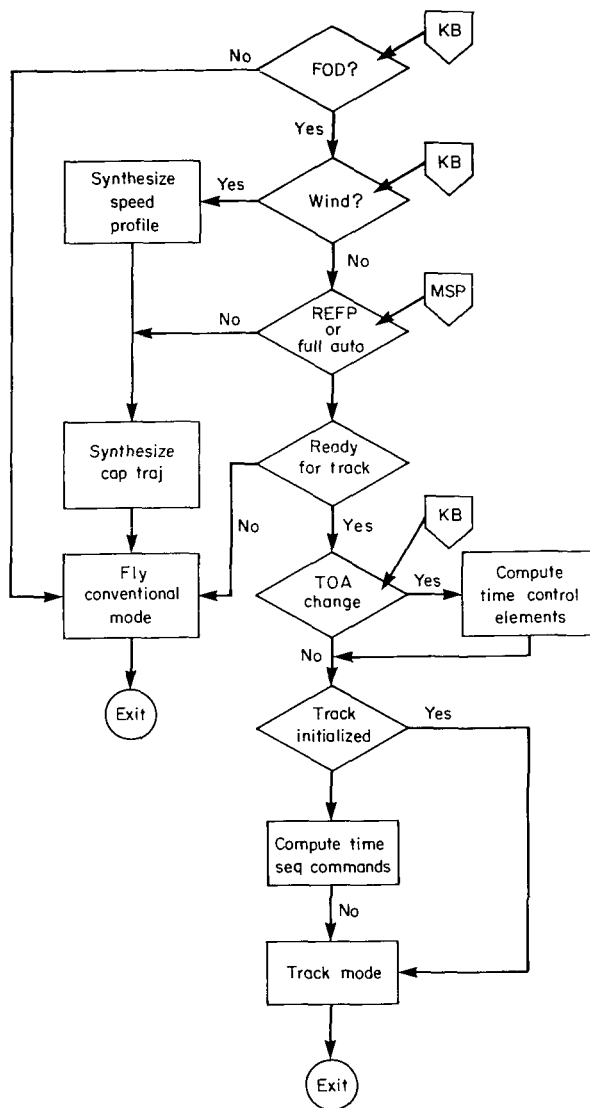 KB
No
FOD?
Yes
KB
Synthesize
speed
profile
Yes
Wind?
No
MSP
No
REFP
or
full auto
Synthesize
cap traj
Ready
for track
KB
No
Yes
Fly
conventional
mode
TOA
change
Yes
Compute
time control
elements
No
Exit
Track
initialized
Yes
Compute time
seq commands
No
Track mode
Exit